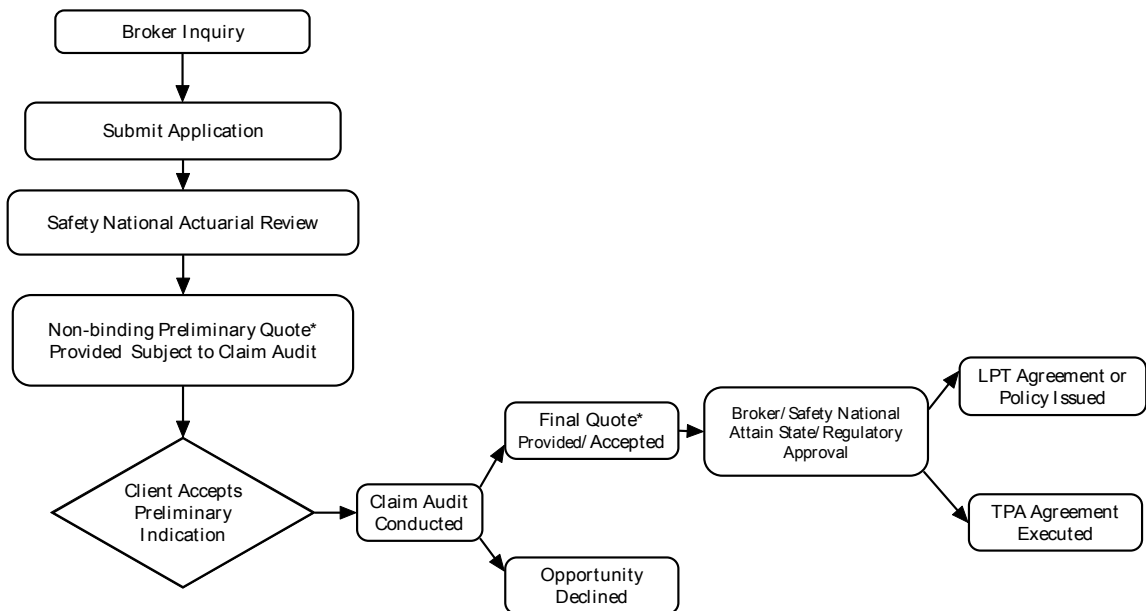 Broker Inquiry
Submit Application
Safety National Actuarial Review
Non-binding Preliminary Quote*
Provided Subject to Claim Audit
Client Accepts
Preliminary
Indication
Claim Audit
Conducted
Final Quote*
Provided/Accepted
Opportunity
Declined
Broker/Safety National
Attain State/Regulatory
Approval
LPT Agreement or
Policy Issued
TPA Agreement
Executed